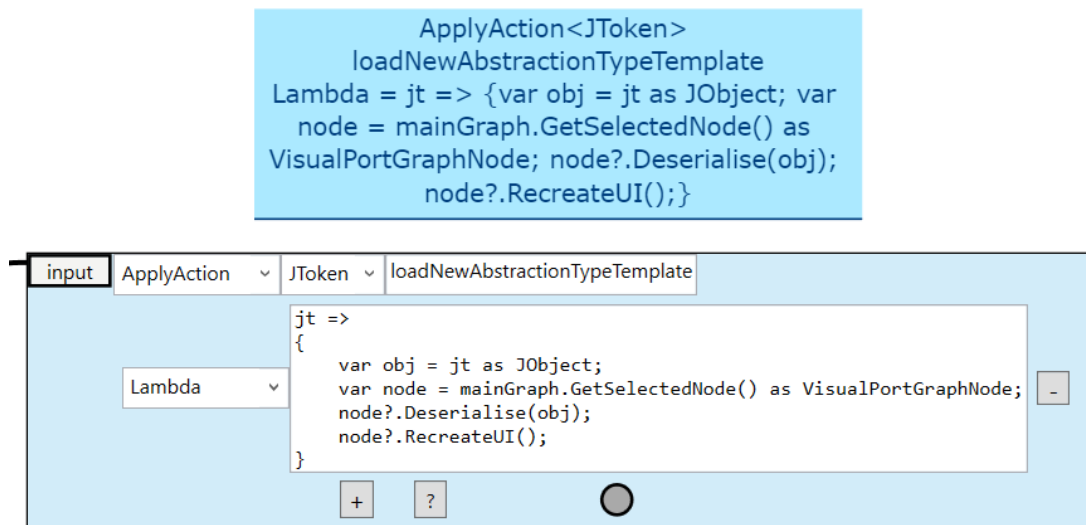 ApplyAction<JToken>
loadNewAbstractionTypeTemplate
Lambda = jt => {var obj = jt as JObject; var
node = mainGraph.GetSelectedNode() as
VisualPortGraphNode; node?.Deserialise(obj);
node?.RecreateUI();}
input ApplyAction JToken loadNewAbstractionTypeTemplate
jt =>
{
var obj = jt as JObject;
Lambda var node = mainGraph.GetSelectedNode() as VisualPortGraphNode; -
node?.Deserialise(obj);
node?.RecreateUI();
}
+ ?